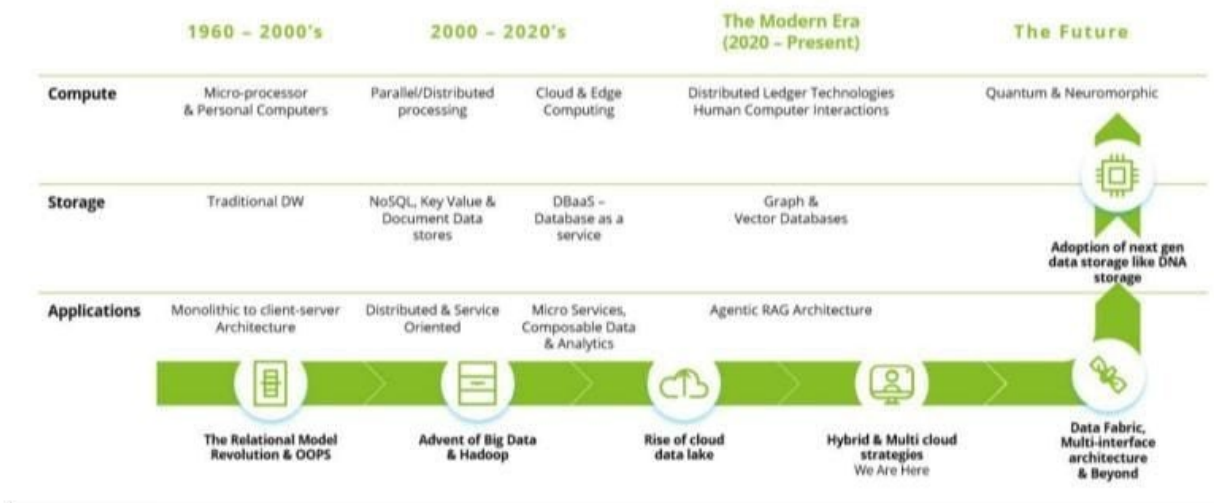 1960 – 2000's
2000 – 2020's
The Modern Era
(2020 – Present)
The Future
Compute
Micro-processor
& Personal Computers
Parallel/Distributed
processing
Cloud & Edge
Computing
Distributed Ledger Technologies
Human Computer Interactions
Quantum & Neuromorphic
Storage
Traditional DW
NoSQL, Key Value &
Document Data
stores
DBaaS –
Database as a
service
Graph &
Vector Databases
Adoption of next gen
data storage like DNA
storage
Applications
Monolithic to client-server
Architecture
Distributed & Service
Oriented
Micro Services,
Composable Data
& Analytics
Agentic RAG Architecture
The Relational Model
Revolution & OOPS
Advent of Big Data
& Hadoop
Rise of cloud
data lake
Hybrid & Multi cloud
strategies
We Are Here
Data Fabric,
Multi-interface
architecture
& Beyond